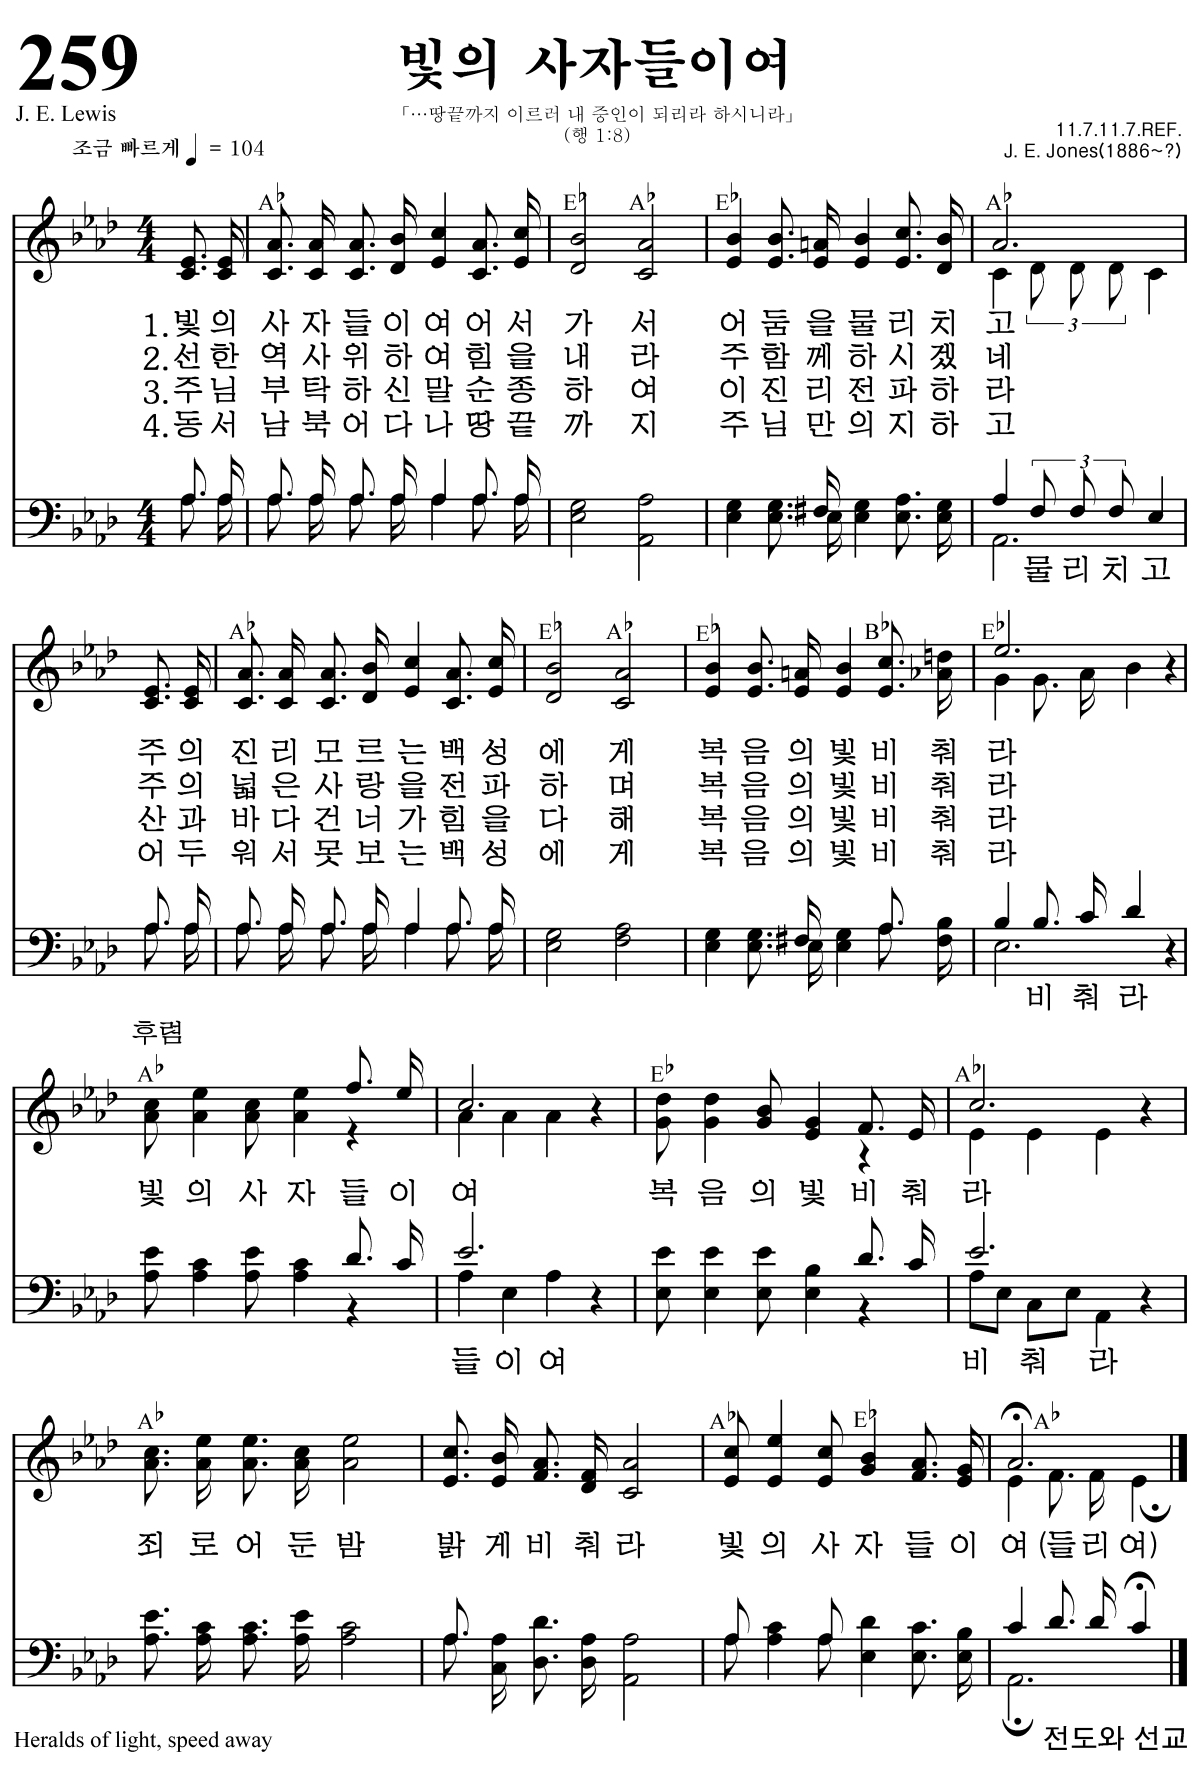 259
빛의 사자들이여
J. E. Lewis
「…땅끝까지 이르러 내 증인이 되리라 하시니라」
(행 1:8)
11.7.11.7.REF.
조금 빠르게 ♩ = 104
J. E. Jones(1886~?)
A♭ E♭ A♭ E♭ A♭
1.빛의 사자들이여어서 가 서 어둠을물리치 고
2.선한 역사위하여힘을 내 라 주함께하시겠 네
3.주님 부탁하신말순종 하 여 이진리전파하 라
4.동서 남북어다나땅끝 까 지 주님만의지하 고
3
3
물리치고
A♭ E♭ A♭ E♭ B♭ E♭
주의 진리모르는백성 에 게 복음의빛비 춰 라
주의 넓은사랑을전파 하 며 복음의빛비 춰 라
산과 바다건너가힘을 다 해 복음의빛비 춰 라
어두 워서못보는백성 에 게 복음의빛비 춰 라
비 춰 라
후렴
A♭ E♭ A♭
빛 의 사 자 들 이 여 복 음 의 빛 비 춰 라
들 이 여 비 춰 라
A♭ A♭ E♭ A♭
죄 로 어 둔 밤 밝 게 비 춰 라 빛 의 사 자 들 이 여 (들리 여)
Heralds of light, speed away
전도와 선교